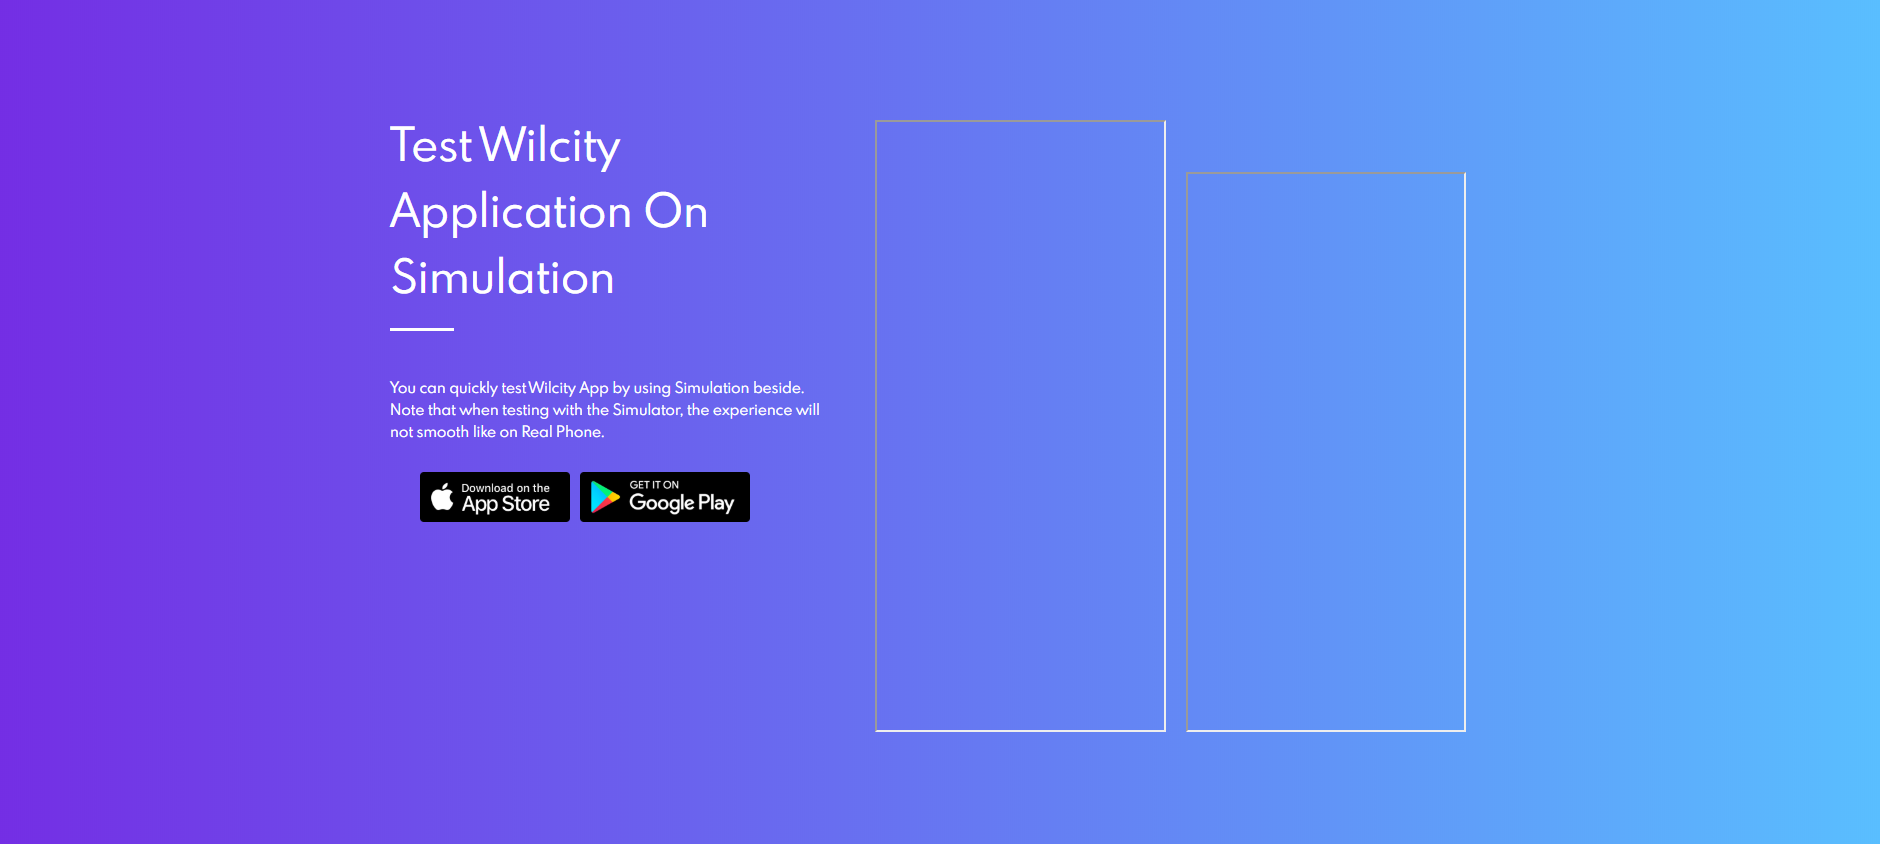 Test Wilcity
Application On
Simulation
You can quickly test Wilcity App by using Simulation beside.
Note that when testing with the Simulator, the experience will
not smooth like on Real Phone.
Download on the
App Store
GET IT ON
Google Play